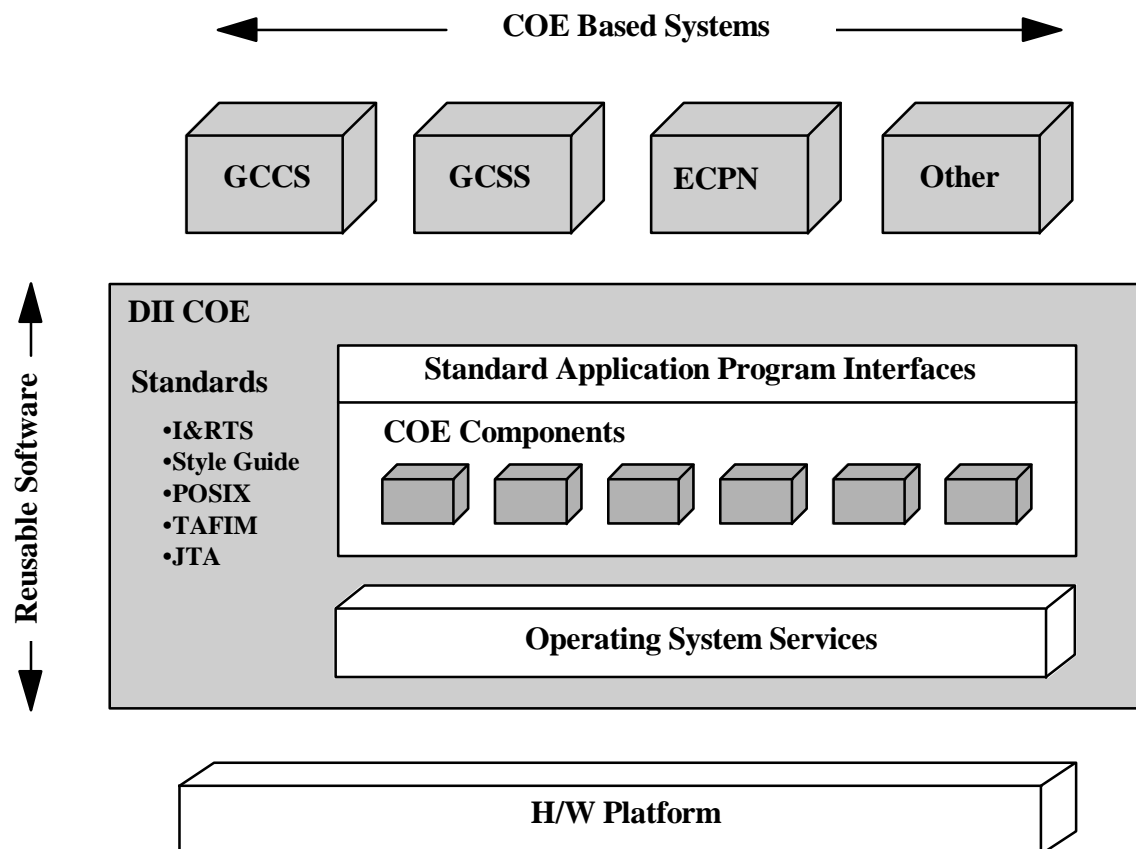 COE Based Systems
GCCS
GCSS
ECPN
Other
Reusable Software
DII COE
Standards
•I&RTS
•Style Guide
•POSIX
•TAFIM
•JTA
Standard Application Program Interfaces
COE Components
Operating System Services
H/W Platform